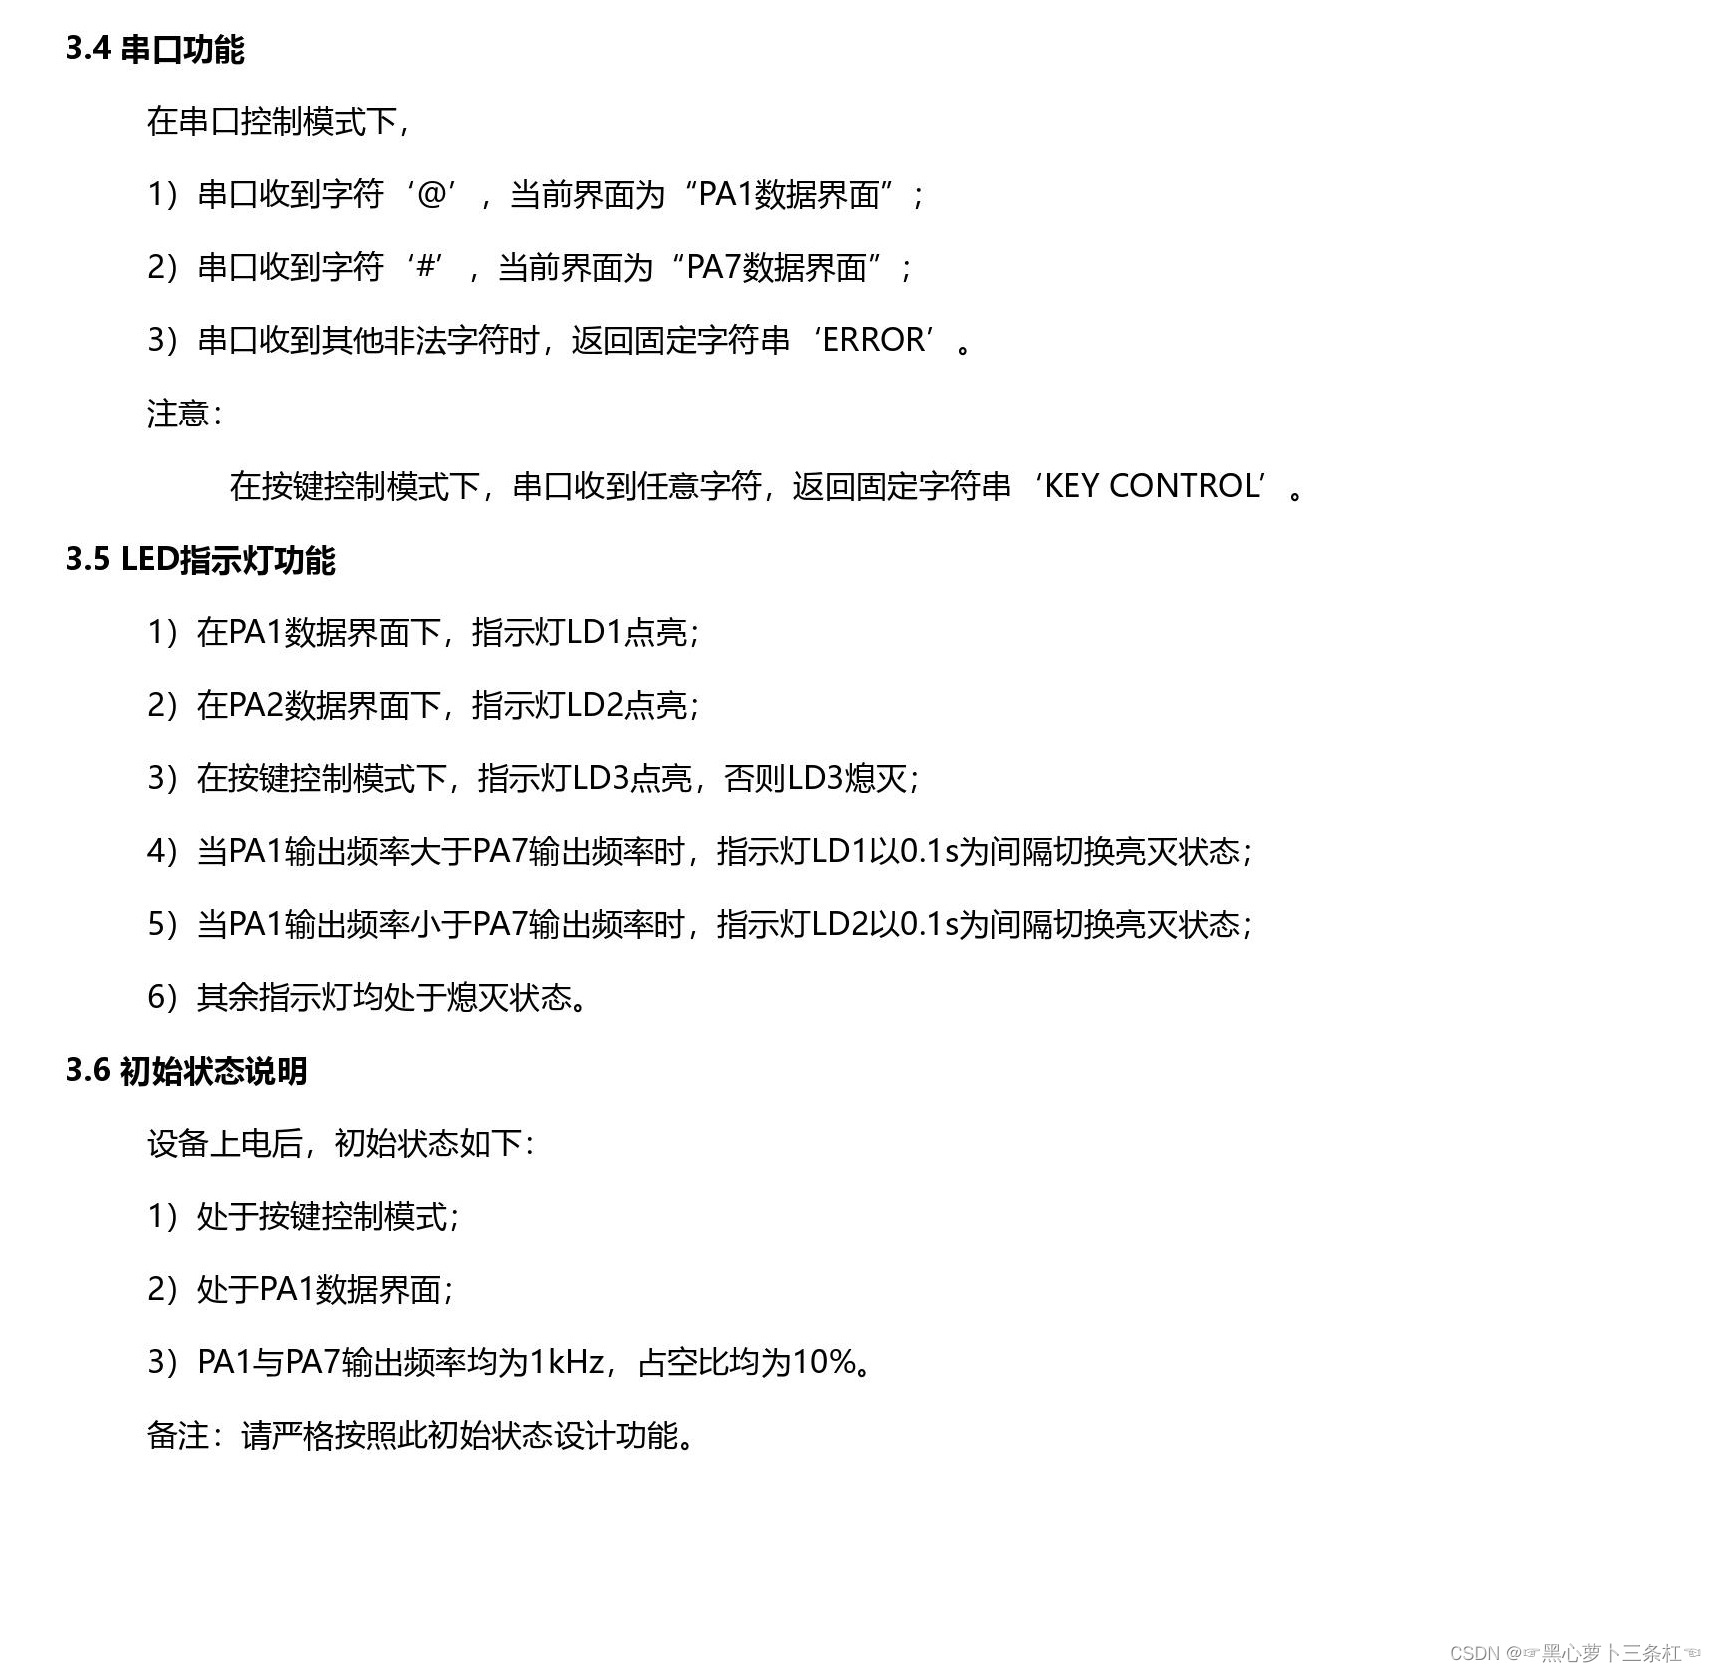 3.4 串口功能
在串口控制模式下，
1）串口收到字符‘@’，当前界面为“PA1数据界面”；
2）串口收到字符‘#’，当前界面为“PA7数据界面”；
3）串口收到其他非法字符时，返回固定字符串‘ERROR’。
注意：
在按键控制模式下，串口收到任意字符，返回固定字符串‘KEY CONTROL’。
3.5 LED指示灯功能
1）在PA1数据界面下，指示灯LD1点亮；
2）在PA2数据界面下，指示灯LD2点亮；
3）在按键控制模式下，指示灯LD3点亮，否则LD3熄灭；
4）当PA1输出频率大于PA7输出频率时，指示灯LD1以0.1s为间隔切换亮灭状态；
5）当PA1输出频率小于PA7输出频率时，指示灯LD2以0.1s为间隔切换亮灭状态；
6）其余指示灯均处于熄灭状态。
3.6 初始状态说明
设备上电后，初始状态如下：
1）处于按键控制模式；
2）处于PA1数据界面；
3）PA1与PA7输出频率均为1kHz，占空比均为10%。
备注：请严格按照此初始状态设计功能。
CSDN @☞黑心萝卜三条杠☜